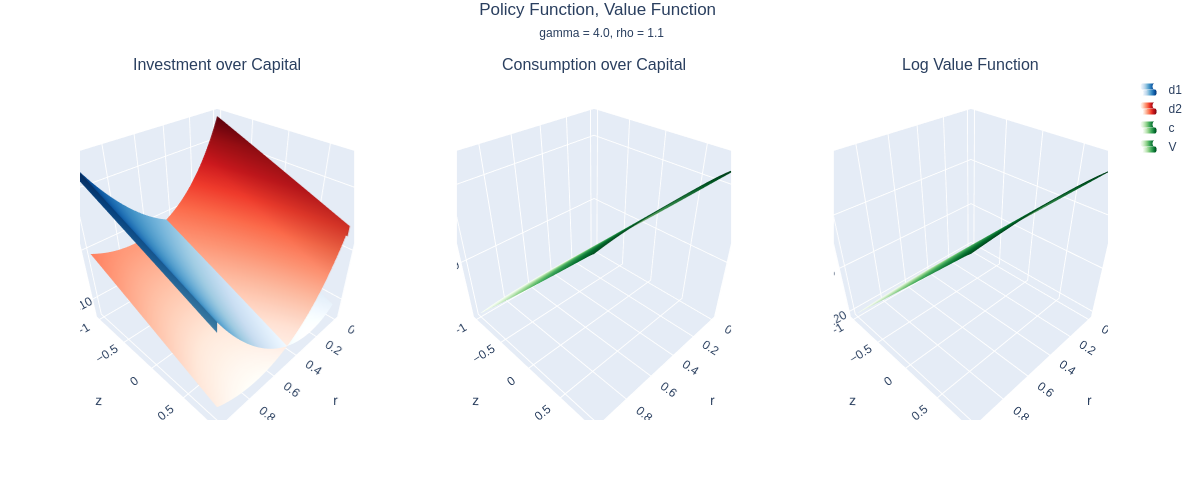 Policy Function, Value Function
gamma = 4.0, rho = 1.1
Investment over Capital
Consumption over Capital
Log Value Function
d1
d2
c
V
10
−1
−0.5
0
0.5
z
0
0.2
0.4
0.6
0.8
r
−1
−0.5
0
0.5
z
0
0.2
0.4
0.6
0.8
r
20
−1
−0.5
0
0.5
z
0
0.2
0.4
0.6
0.8
r